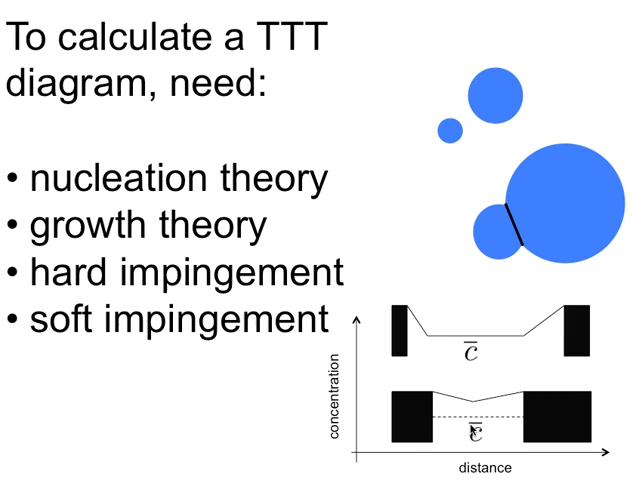 To calculate a TTT
diagram, need:
• nucleation theory
• growth theory
• hard impingement
• soft impingement
c̅
c̅
concentration
distance